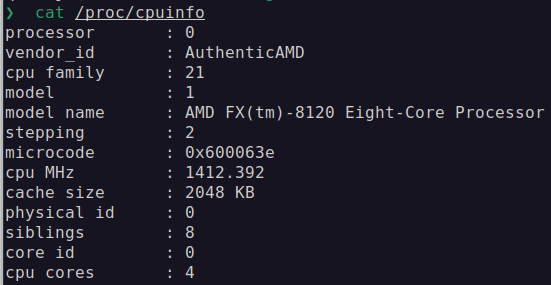 ❯ cat /proc/cpuinfo
processor : 0
vendor_id : AuthenticAMD
cpu family : 21
model : 1
model name : AMD FX(tm)-8120 Eight-Core Processor
stepping : 2
microcode : 0x600063e
cpu MHz : 1412.392
cache size : 2048 KB
physical id : 0
siblings : 8
core id : 0
cpu cores : 4